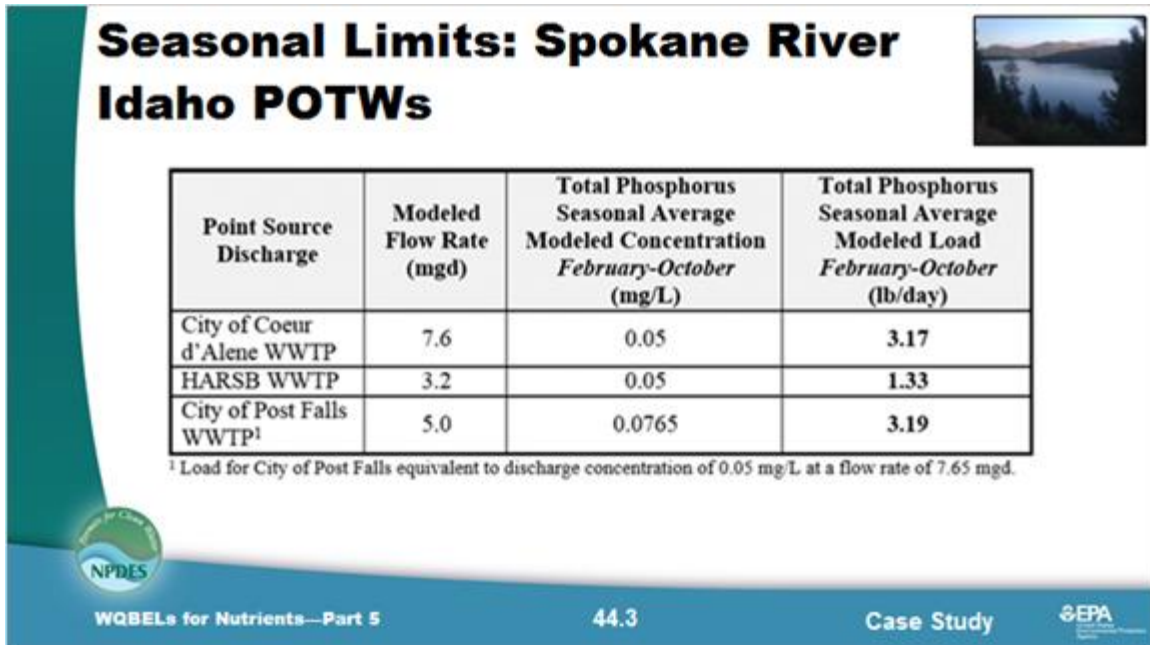 Seasonal Limits: Spokane River
Idaho POTWs
Point Source
Discharge
Modeled
Flow Rate
(mgd)
Total Phosphorus
Seasonal Average
Modeled Concentration
February-October
(mg/L)
Total Phosphorus
Seasonal Average
Modeled Load
February-October
(lb/day)
City of Coeur
d'Alene WWTP
7.6
0.05
3.17
HARSB WWTP
3.2
0.05
1.33
City of Post Falls
WWTP¹
5.0
0.0765
3.19
¹ Load for City of Post Falls equivalent to discharge concentration of 0.05 mg/L at a flow rate of 7.65 mgd.
NPDES
WQBELs for Nutrients—Part 5
44.3
Case Study
EPA